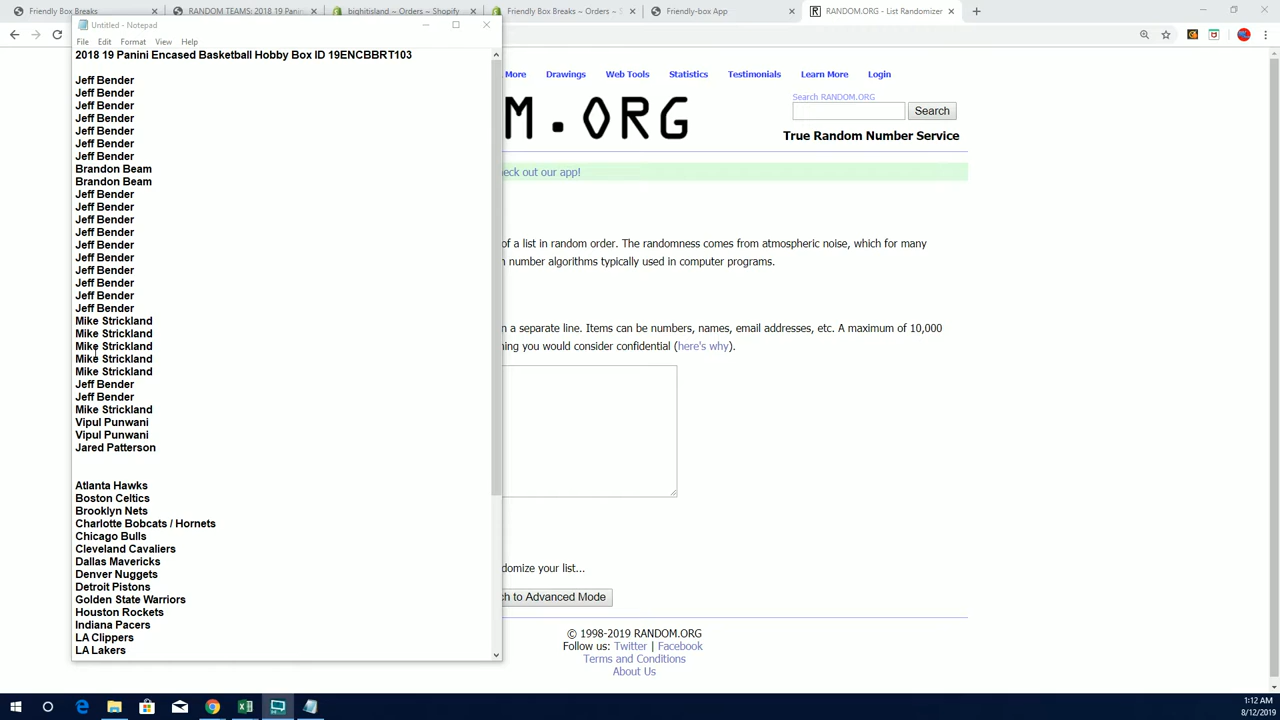 Friendly Box Breaks
RANDOM TEAMS: 2018 19 Panini
bighitsland ~ Orders ~ Shopify
Friendly Box Breaks ~ Orders ~ S
Friendly-box App
RANDOM.ORG - List Randomizer
Untitled - Notepad
File Edit Format View Help
2018 19 Panini Encased Basketball Hobby Box ID 19ENCBBRT103
Jeff Bender
Jeff Bender
Jeff Bender
Jeff Bender
Jeff Bender
Jeff Bender
Jeff Bender
Brandon Beam
Brandon Beam
Jeff Bender
Jeff Bender
Jeff Bender
Jeff Bender
Jeff Bender
Jeff Bender
Jeff Bender
Jeff Bender
Jeff Bender
Jeff Bender
Mike Strickland
Mike Strickland
Mike Strickland
Mike Strickland
Mike Strickland
Jeff Bender
Jeff Bender
Mike Strickland
Vipul Punwani
Vipul Punwani
Jared Patterson
Atlanta Hawks
Boston Celtics
Brooklyn Nets
Charlotte Bobcats / Hornets
Chicago Bulls
Cleveland Cavaliers
Dallas Mavericks
Denver Nuggets
Detroit Pistons
Golden State Warriors
Houston Rockets
Indiana Pacers
LA Clippers
LA Lakers
More Drawings Web Tools Statistics Testimonials Learn More Login
Search RANDOM.ORG
Search
M.ORG
True Random Number Service
eck out our app!
of a list in random order. The randomness comes from atmospheric noise, which for many
n number algorithms typically used in computer programs.
n a separate line. Items can be numbers, names, email addresses, etc. A maximum of 10,000
ning you would consider confidential (here's why).
domize your list...
ch to Advanced Mode
© 1998-2019 RANDOM.ORG
Follow us: Twitter | Facebook
Terms and Conditions
About Us
1:12 AM
8/12/2019